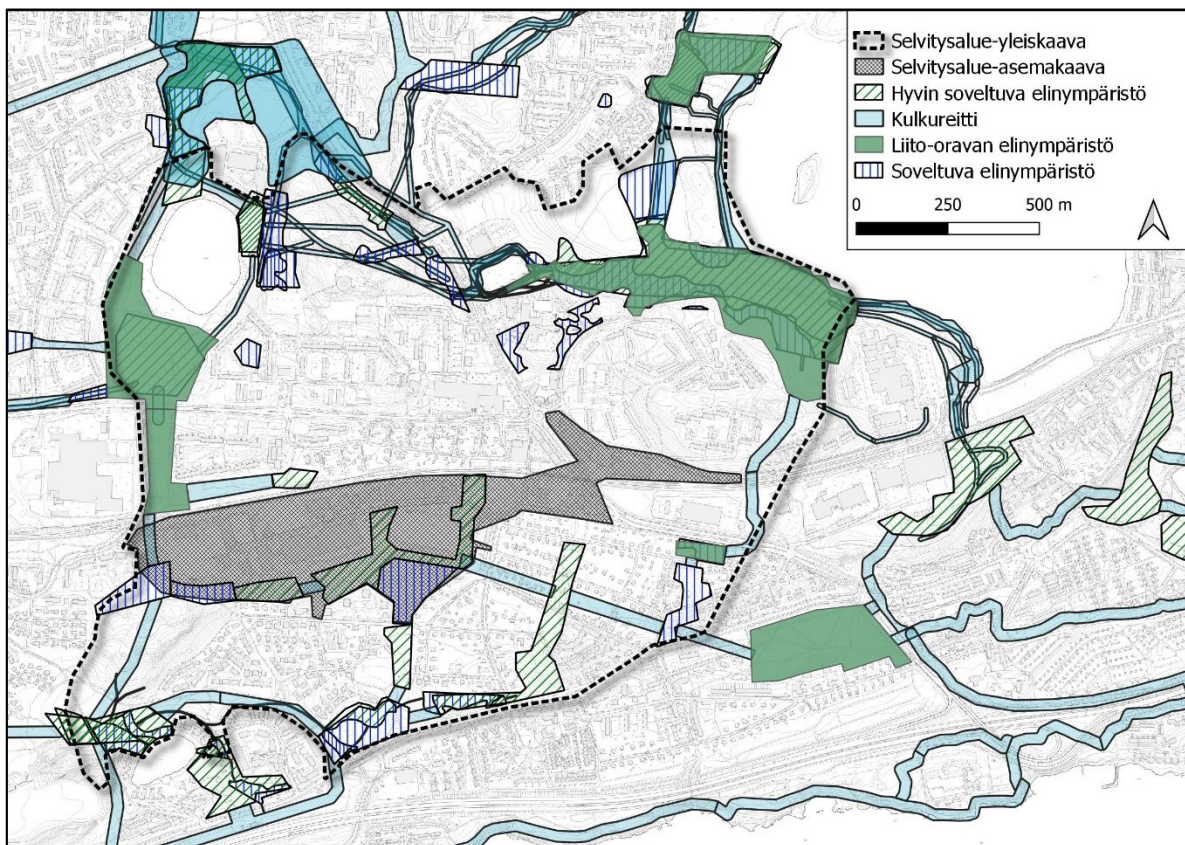 Selvitysalue-yleiskaava
Selvitysalue-asemakaava
Hyvin soveltuva elinympäristö
Kulkureitti
Liito-oravan elinympäristö
Soveltuva elinympäristö
0 250 500 m